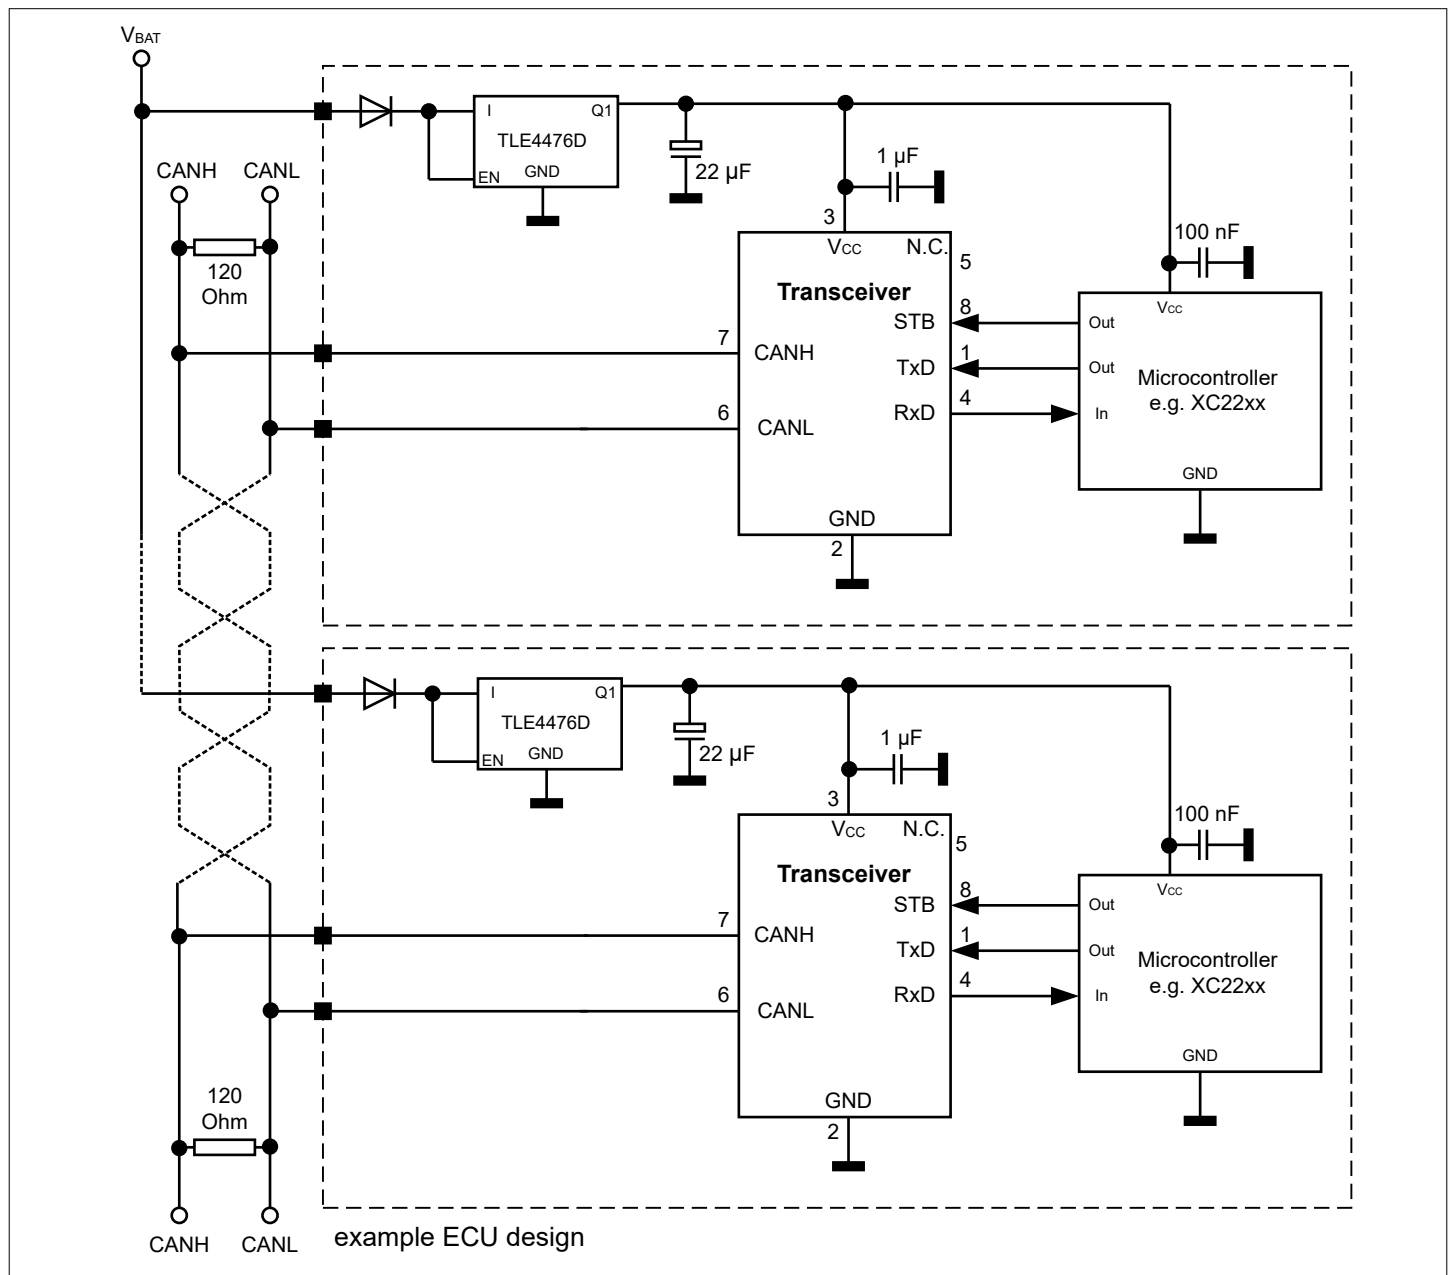 VBAT
I
Q1
TLE4476D
EN
GND
22 µF
1 µF
CANH
CANL
120
Ohm
3
VCC
N.C.
5
100 nF
Transceiver
VCC
STB
8
Out
7
CANH
TxD
1
Out
Microcontroller
e.g. XC22xx
6
CANL
RxD
4
In
GND
GND
2
I
Q1
TLE4476D
EN
GND
22 µF
1 µF
3
VCC
N.C.
5
100 nF
Transceiver
VCC
STB
8
Out
7
CANH
TxD
1
Out
Microcontroller
e.g. XC22xx
6
CANL
RxD
4
In
GND
GND
2
120
Ohm
CANH
CANL
example ECU design